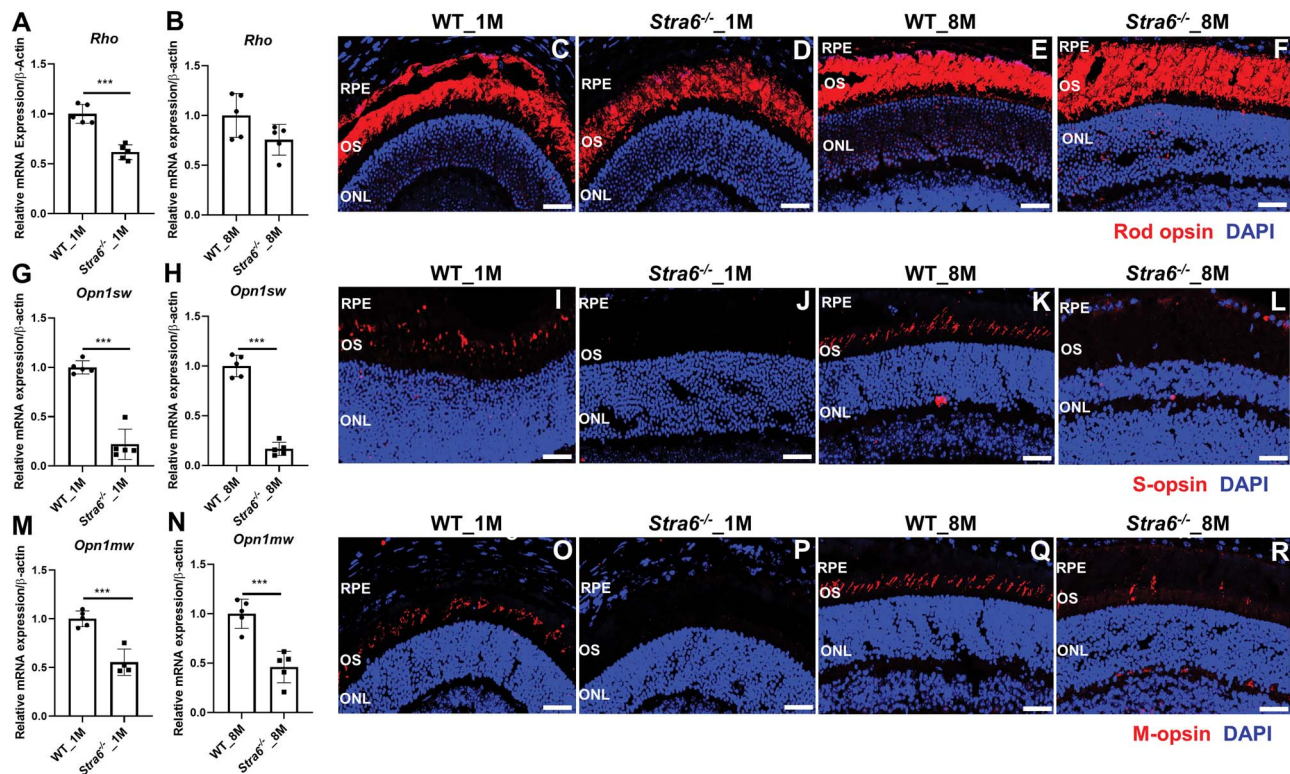 A
Rho
Relative mRNA Expression/β-Actin
1.5
1.0
0.5
0.0
***
WT_1M
Stra6-/-_1M
B
Rho
Relative mRNA expression/β-actin
1.5
1.0
0.5
0.0
WT_8M
Stra6-/-_8M
WT_1M
Stra6-/-_1M
WT_8M
Stra6-/-_8M
C
RPE
OS
ONL
D
RPE
OS
ONL
E
RPE
OS
ONL
F
RPE
OS
ONL
Rod opsin DAPI
G
Opn1sw
Relative mRNA expression/β-actin
1.5
1.0
0.5
0.0
***
WT_1M
Stra6-/-_1M
H
Opn1sw
Relative mRNA expression/β-actin
1.5
1.0
0.5
0.0
***
WT_8M
Stra6-/-_8M
WT_1M
Stra6-/-_1M
WT_8M
Stra6-/-_8M
I
RPE
OS
ONL
J
RPE
OS
ONL
K
RPE
OS
ONL
L
RPE
OS
ONL
S-opsin DAPI
M
Opn1mw
Relative mRNA expression/β-actin
1.5
1.0
0.5
0.0
***
WT_1M
Stra6-/-_1M
N
Opn1mw
Relative mRNA expression/β-actin
1.5
1.0
0.5
0.0
***
WT_8M
Stra6-/-_8M
WT_1M
Stra6-/-_1M
WT_8M
Stra6-/-_8M
O
RPE
OS
ONL
P
RPE
OS
ONL
Q
RPE
OS
ONL
R
RPE
OS
ONL
M-opsin DAPI